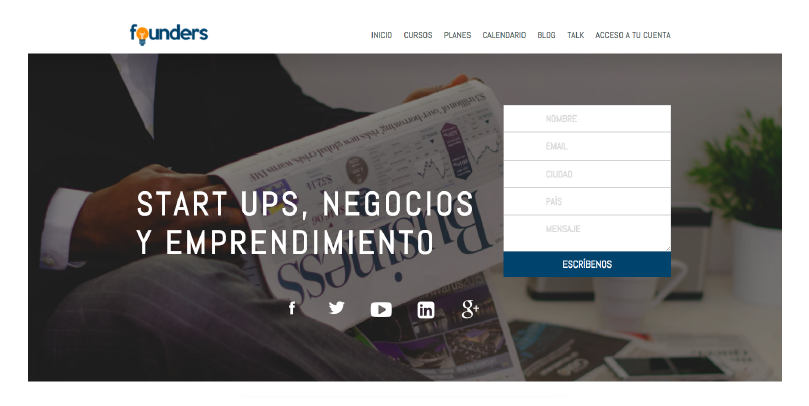 founders
INICIO CURSOS PLANES CALENDARIO BLOG TALK ACCESO A TU CUENTA
START UPS, NEGOCIOS
Y EMPRENDIMIENTO
NOMBRE
EMAIL
CIUDAD
PAÍS
MENSAJE
ESCRÍBENOS
Business
f
in
g+